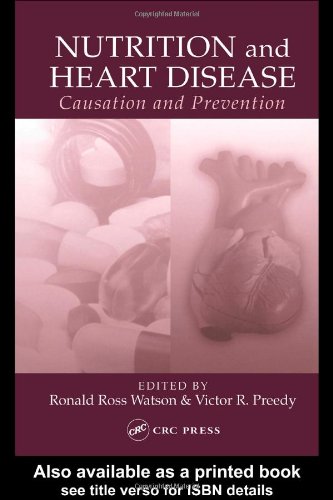 NUTRITION and
HEART DISEASE
Causation and Prevention
EDITED BY
Ronald Ross Watson & Victor R. Preedy
CRC
CRC PRESS
Also available as a printed book
see title verso for ISBN details